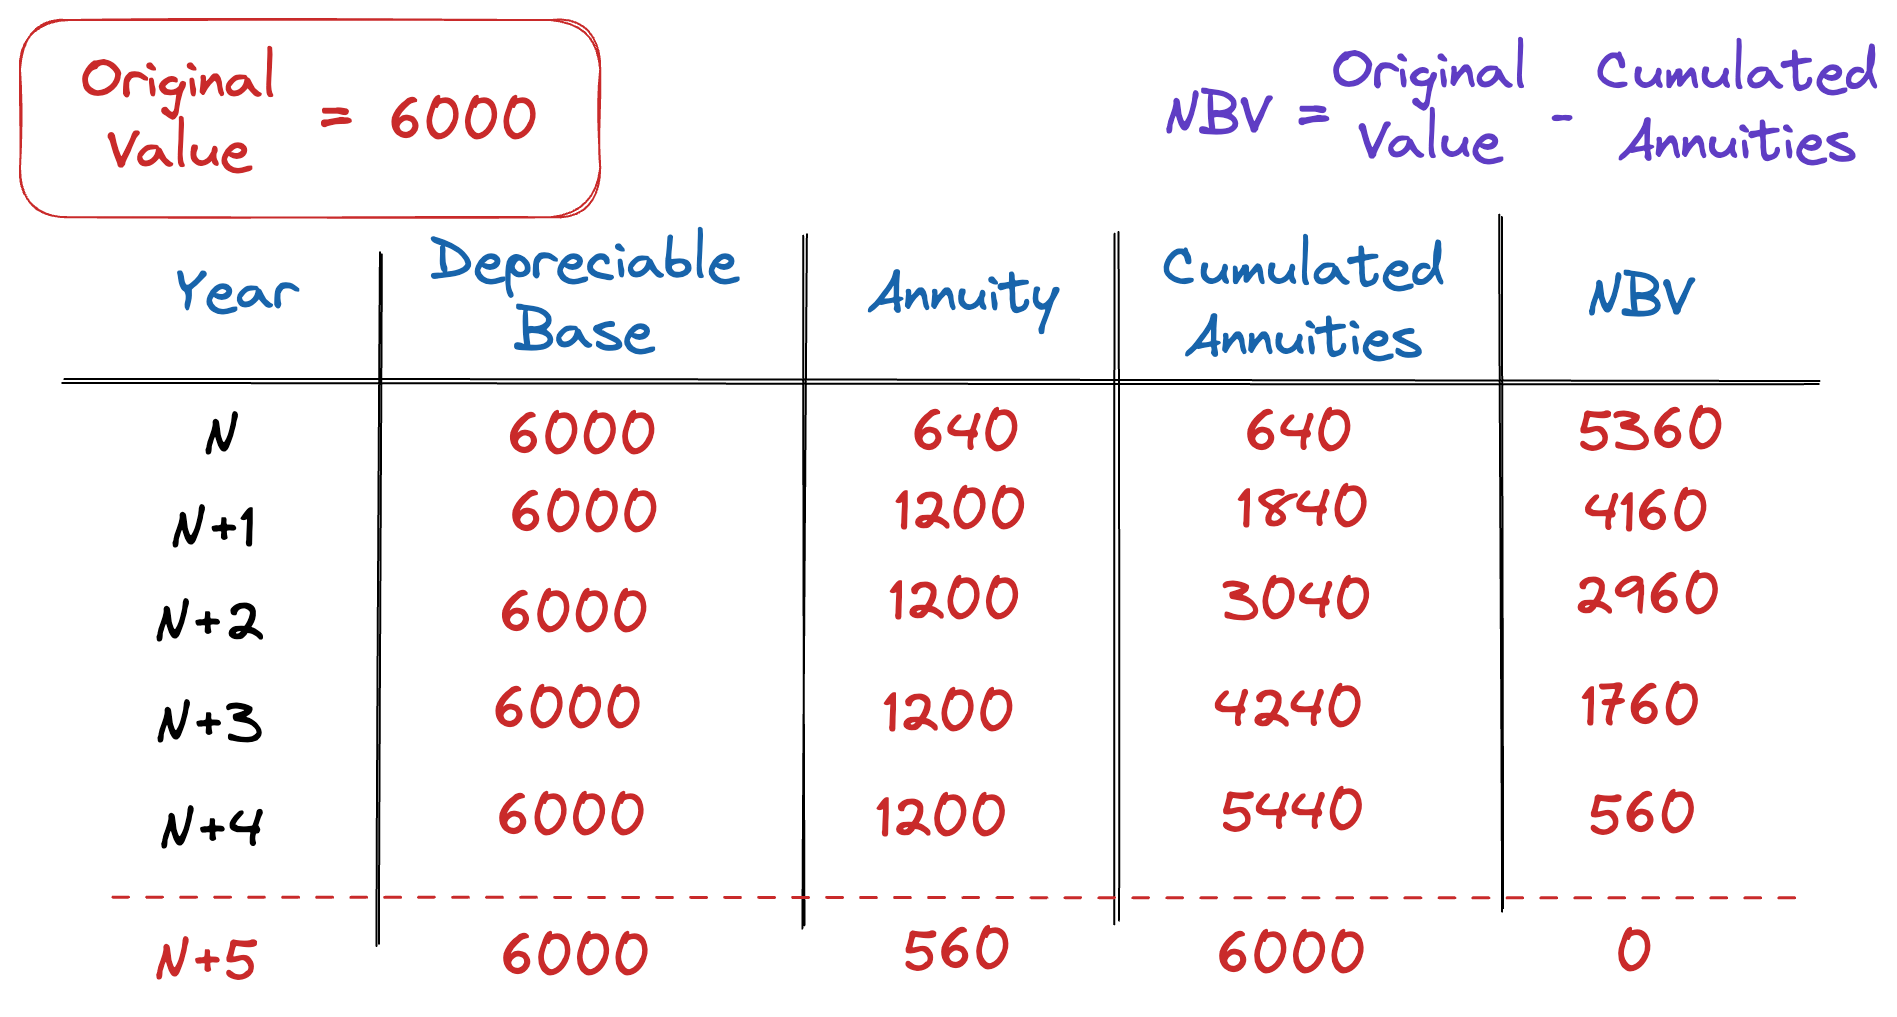 Original
Value = 6000
NBV = Original Value - Cumulated Annuities
Year Depreciable Base Annuity Cumulated Annuities NBV
N 6000 640 640 5360
N+1 6000 1200 1840 4160
N+2 6000 1200 3040 2960
N+3 6000 1200 4240 1760
N+4 6000 1200 5440 560
N+5 6000 560 6000 0